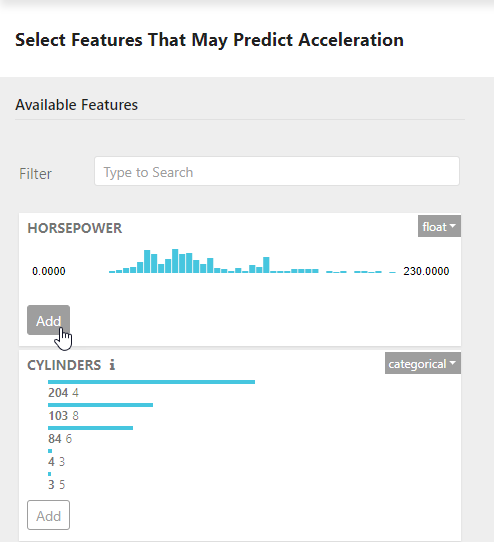 Select Features That May Predict Acceleration
Available Features
Filter Type to Search
HORSEPOWER float
0.0000 230.0000
Add
CYLINDERS i categorical
204 4
103 8
84 6
4 3
3 5
Add